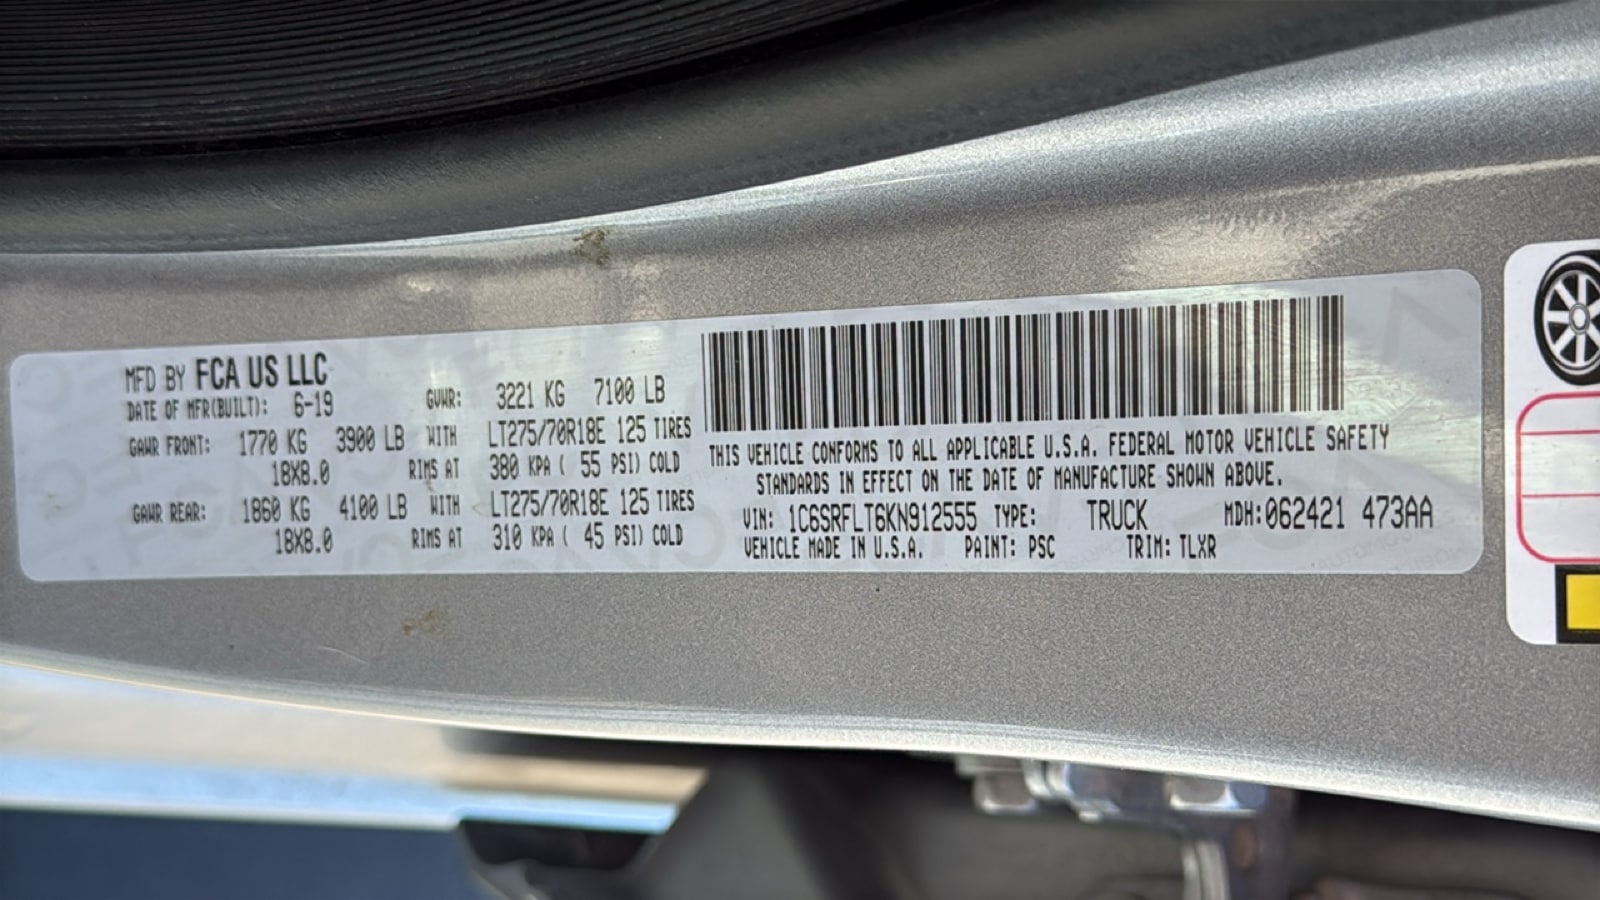 MFD BY FCA US LLC
DATE OF MFR(BUILT): 6-19 GVWR: 3221 KG 7100 LB
GAWR FRONT: 1770 KG 3900 LB WITH LT275/70R18E 125 TIRES
18X8.0 RIMS AT 380 KPA ( 55 PSI) COLD
GAWR REAR: 1860 KG 4100 LB WITH LT275/70R18E 125 TIRES
18X8.0 RIMS AT 310 KPA ( 45 PSI) COLD
THIS VEHICLE CONFORMS TO ALL APPLICABLE U.S.A. FEDERAL MOTOR VEHICLE SAFETY
STANDARDS IN EFFECT ON THE DATE OF MANUFACTURE SHOWN ABOVE.
VIN: 1C6SRFLT6KN912555 TYPE: TRUCK MDH:062421 473AA
VEHICLE MADE IN U.S.A. PAINT: PSC TRIM: TLXR